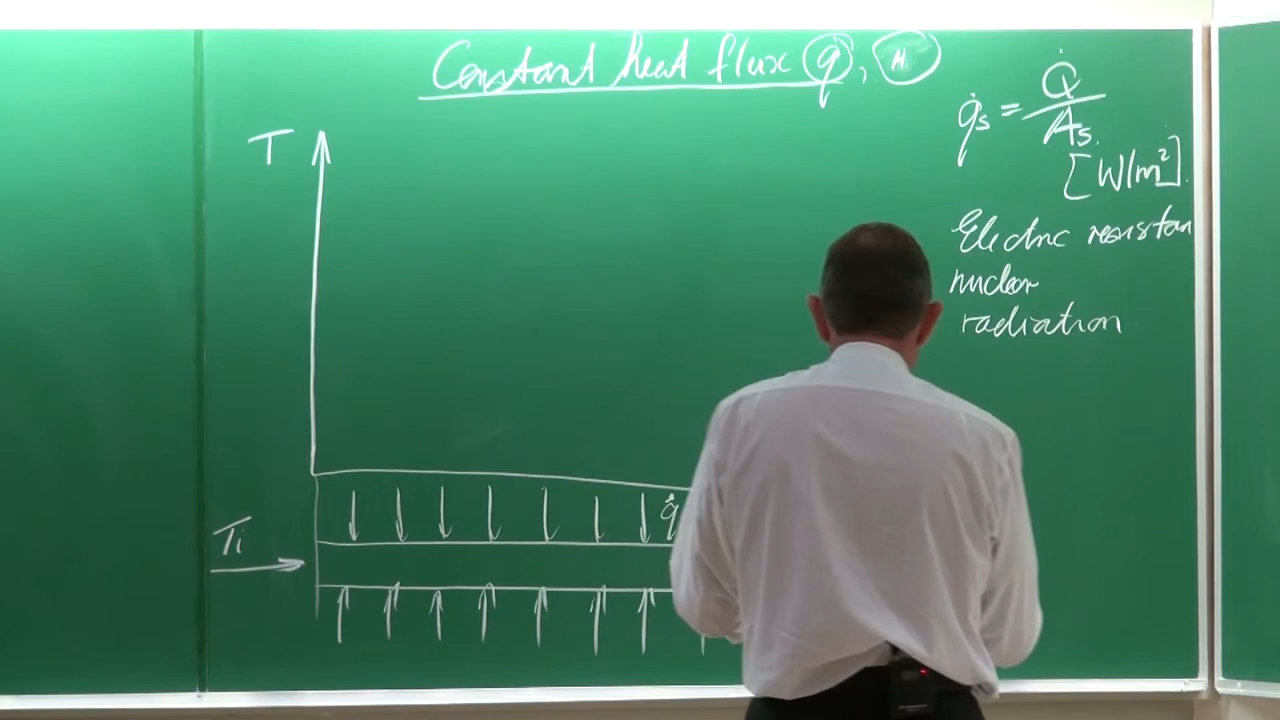 Constant heat flux q̇, H
T
q̇s = Q̇ / As
[W/m²]
Electric resistan
nuclear
radiation
q̇
Ti